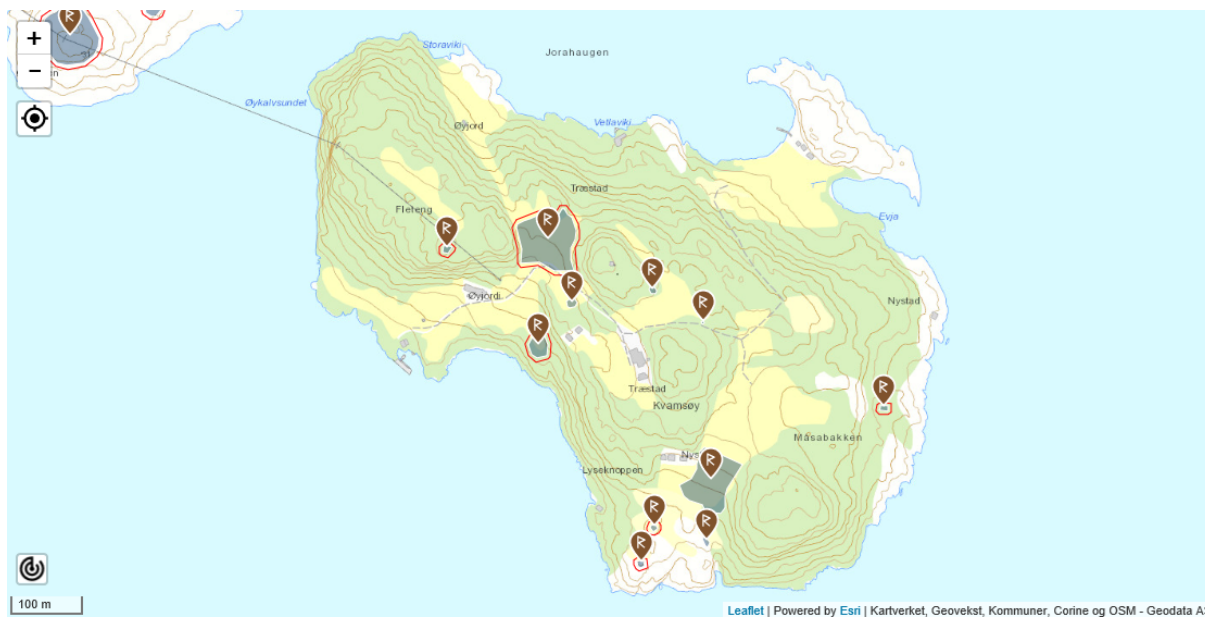 +
−
Storaviki
Jorahaugen
Øykalvsundet
Øyjord
Vetlaviki
Træstad
Fleteng
Evja
Øyjordi
Nystad
Træstad
Kvamsøy
Måsabakken
Lyseknoppen
100 m
Leaflet | Powered by Esri | Kartverket, Geovekst, Kommuner, Corine og OSM - Geodata AS